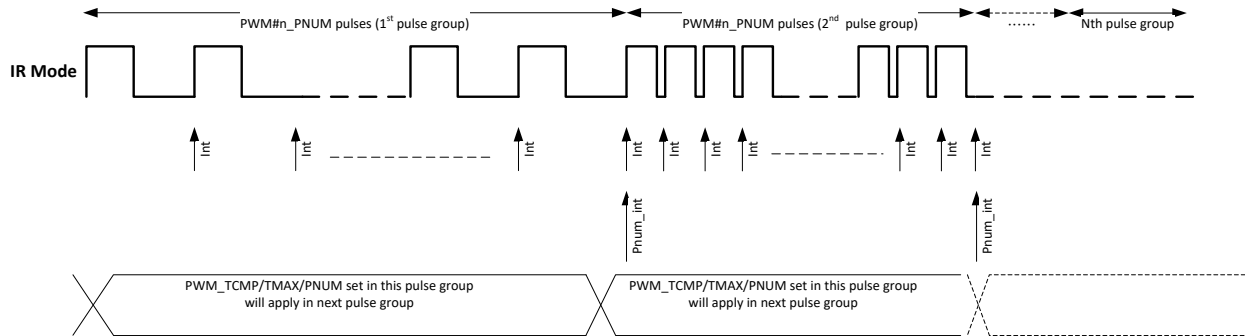 PWM#n_PNUM pulses (1st pulse group)
PWM#n_PNUM pulses (2nd pulse group)
......
Nth pulse group
IR Mode
Int
Int
Int
Int
Int
Int
Int
Int
Int
Int
Pnum_int
Pnum_int
PWM_TCMP/TMAX/PNUM set in this pulse group
will apply in next pulse group
PWM_TCMP/TMAX/PNUM set in this pulse group
will apply in next pulse group